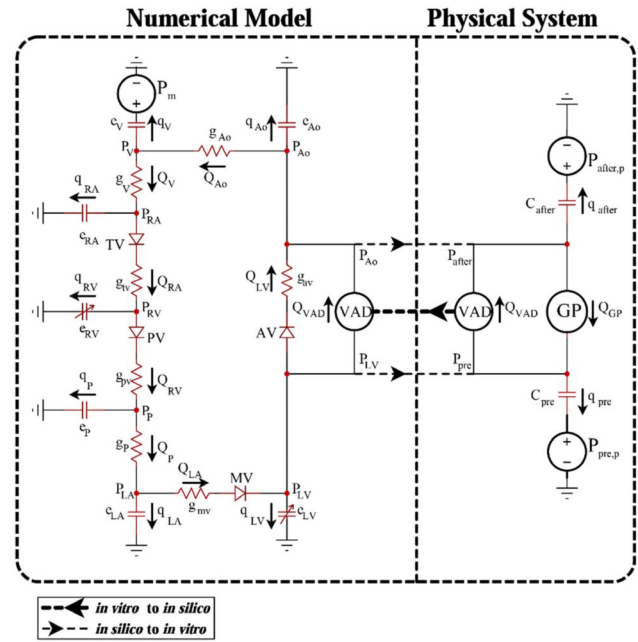 Numerical Model
Physical System
P_m
e_V
q_V
q_Ao
e_Ao
P_V
g_Ao
P_Ao
Q_Ao
g_V
Q_V
q_RA
P_RA
e_RA
TV
g_tv
Q_RA
q_RV
P_RV
e_RV
PV
g_pv
Q_RV
q_P
P_P
e_P
g_P
Q_P
Q_LA
MV
P_LA
g_mv
P_LV
e_LA
q_LA
q_LV
e_LV
Q_LV
g_av
AV
P_Ao
Q_VAD
VAD
P_LV
P_after
VAD
Q_VAD
P_pre
P_after,p
C_after
q_after
GP
Q_GP
C_pre
q_pre
P_pre,p
in vitro to in silico
in silico to in vitro